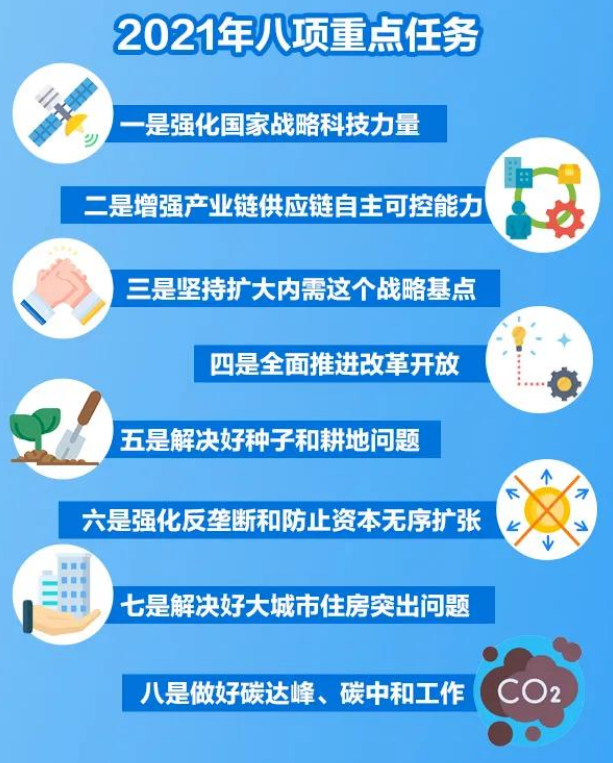 2021年八项重点任务
一是强化国家战略科技力量
二是增强产业链供应链自主可控能力
三是坚持扩大内需这个战略基点
四是全面推进改革开放
五是解决好种子和耕地问题
六是强化反垄断和防止资本无序扩张
七是解决好大城市住房突出问题
八是做好碳达峰、碳中和工作
CO2